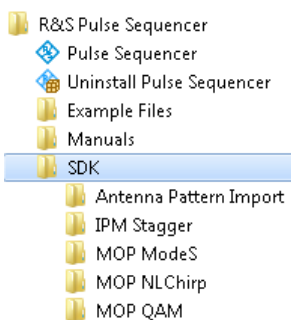 R&S Pulse Sequencer
Pulse Sequencer
Uninstall Pulse Sequencer
Example Files
Manuals
SDK
Antenna Pattern Import
IPM Stagger
MOP ModeS
MOP NLChirp
MOP QAM